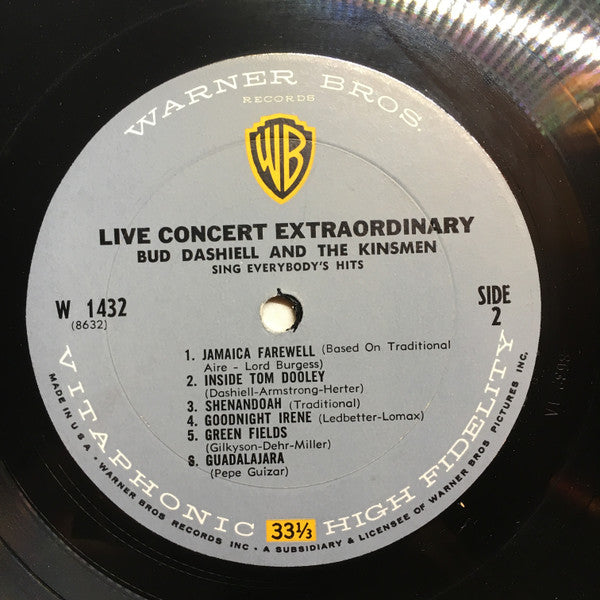 WARNER BROS.
RECORDS
WB
LIVE CONCERT EXTRAORDINARY
BUD DASHIELL AND THE KINSMEN
SING EVERYBODY'S HITS
W 1432
(8632)
SIDE
2
1. JAMAICA FAREWELL (Based On Traditional
Aire - Lord Burgess)
2. INSIDE TOM DOOLEY
(Dashiell-Armstrong-Herter)
3. SHENANDOAH (Traditional)
4. GOODNIGHT IRENE (Ledbetter-Lomax)
5. GREEN FIELDS
(Gilkyson-Dehr-Miller)
6. GUADALAJARA
(Pepe Guizar)
VITAPHONIC 33⅓ HIGH FIDELITY
MADE IN U.S.A. • WARNER BROS RECORDS INC • A SUBSIDIARY & LICENSEE OF WARNER BROS PICTURES INC.